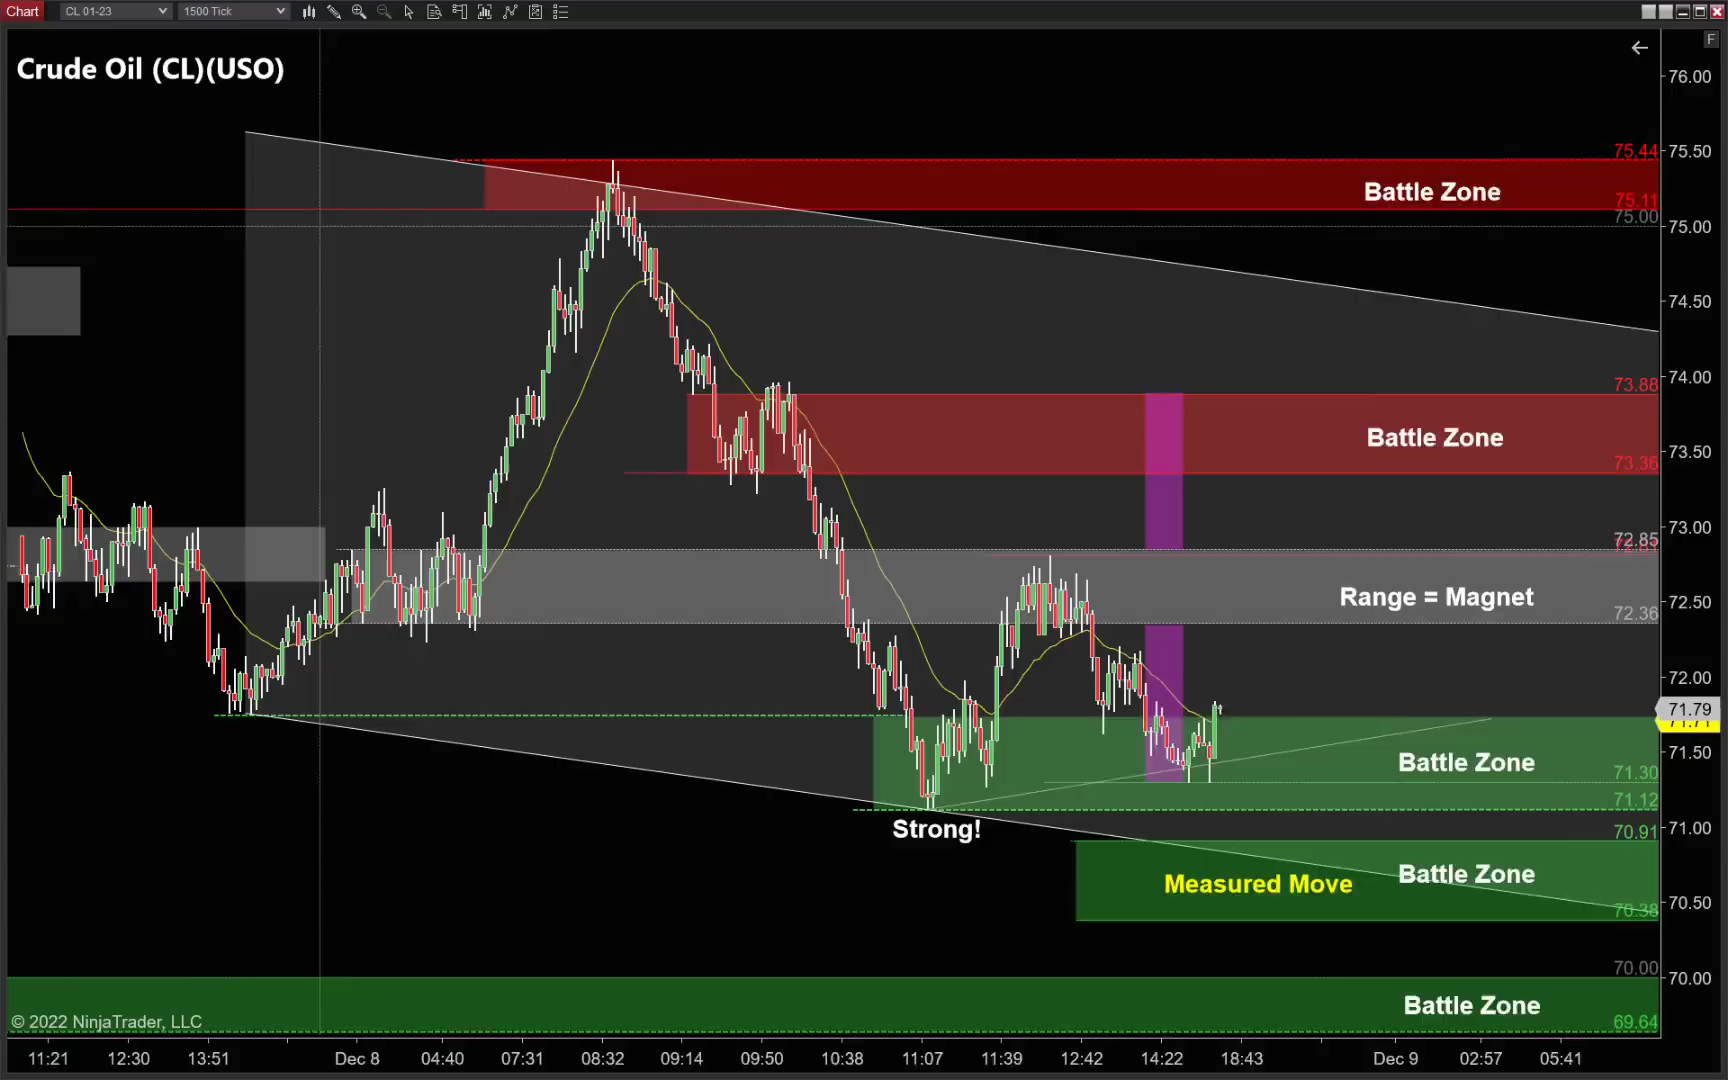 Chart CL 01-23 1500 Tick
F
Crude Oil (CL)(USO)
76.00
75.50
75.44
Battle Zone
75.11
75.00
75.00
74.50
74.00
73.88
Battle Zone
73.50
73.36
73.00
72.85
Range = Magnet
72.50
72.36
72.00
71.79
71.71
71.50
Battle Zone
71.30
71.12
Strong!
71.00
70.91
Battle Zone
Measured Move
70.50
70.38
70.00
70.00
Battle Zone
© 2022 NinjaTrader, LLC
69.64
11:21 12:30 13:51 Dec 8 04:40 07:31 08:32 09:14 09:50 10:38 11:07 11:39 12:42 14:22 18:43 Dec 9 02:57 05:41